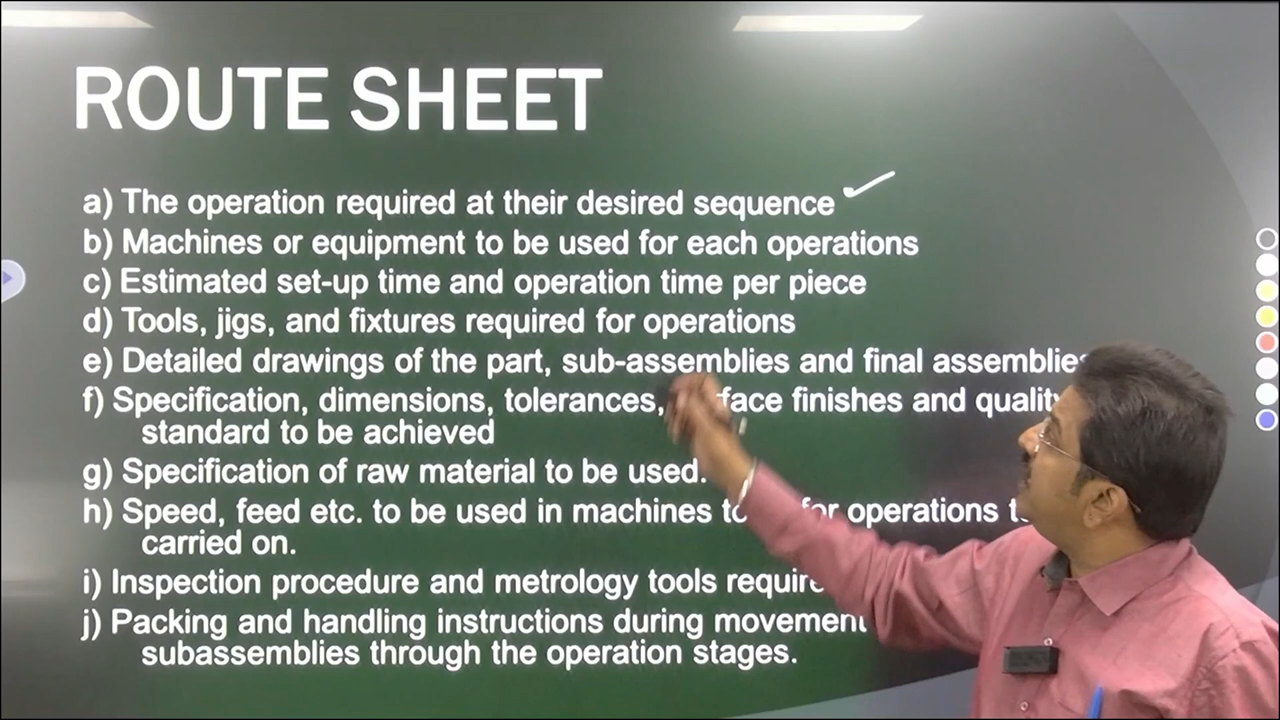 ROUTE SHEET
a) The operation required at their desired sequence
b) Machines or equipment to be used for each operations
c) Estimated set-up time and operation time per piece
d) Tools, jigs, and fixtures required for operations
e) Detailed drawings of the part, sub-assemblies and final assemblies
f) Specification, dimensions, tolerances, finishes and quality
standard to be achieved
g) Specification of raw material to be used.
h) Speed, feed etc. to be used in machines for operations
carried on.
i) Inspection procedure and metrology tools
j) Packing and handling instructions during movement
subassemblies through the operation stages.